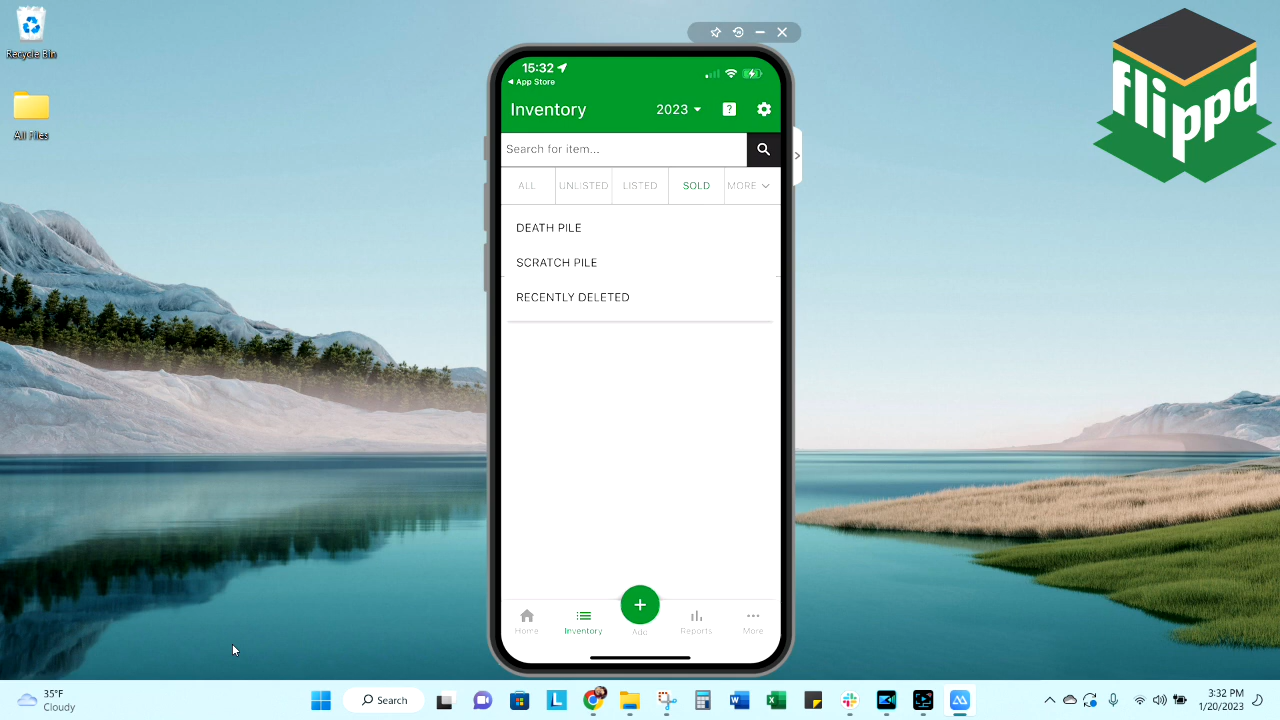 Recycle Bin
All Files
flippd
15:32
App Store
Inventory
2023
Search for item...
ALL
UNLISTED
LISTED
SOLD
MORE
DEATH PILE
SCRATCH PILE
RECENTLY DELETED
Home
Inventory
Add
Reports
More
35°F
Cloudy
Search
3:32 PM
1/20/2023